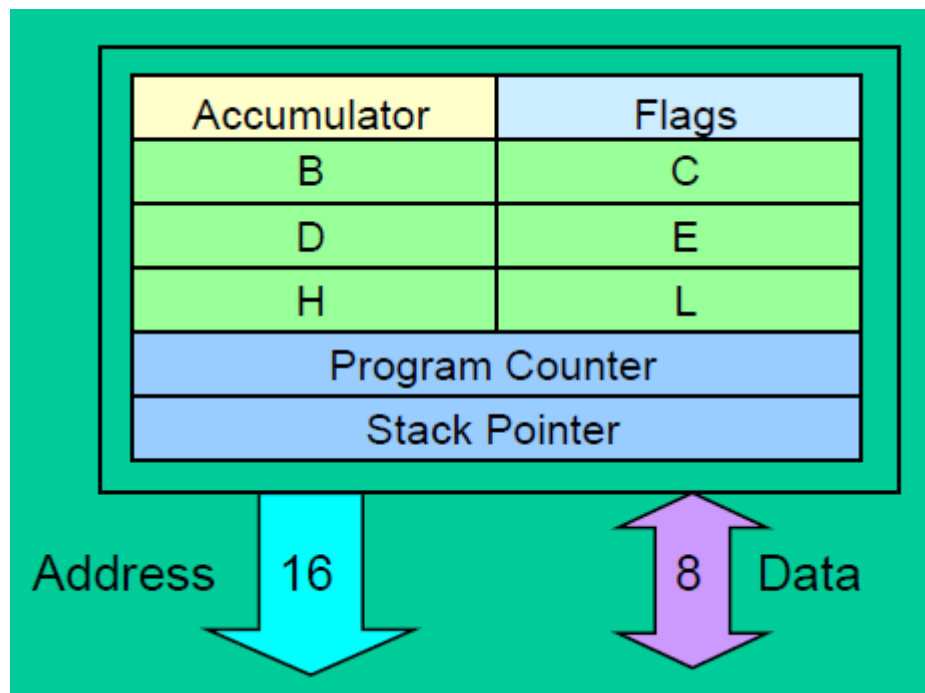 Accumulator Flags
B C
D E
H L
Program Counter
Stack Pointer
Address 16 8 Data